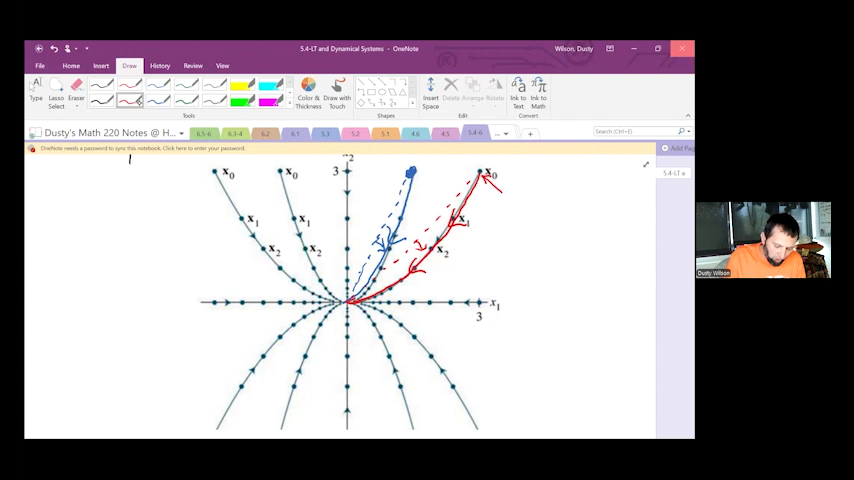 5.4-LT and Dynamical Systems - OneNote
Wilson, Dusty
File Home Insert Draw History Review View
Type
Lasso Select
Eraser
Tools
Color & Thickness
Draw with Touch
Shapes
Insert Space
Delete Arrange Rotate
Edit
Ink to Text
Ink to Math
Convert
Dusty's Math 220 Notes @ H...
6.5-6 6.3-4 6.2 6.1 5.3 5.2 5.1 4.6 4.5 5.4-6 ...
Search (Ctrl+E)
OneNote needs a password to sync this notebook. Click here to enter your password.
Add Pag
5.4-LT a
x0 x0 3 x0
x1 x1 x1
x2 x2 x2
x1
3
Dusty Wilson